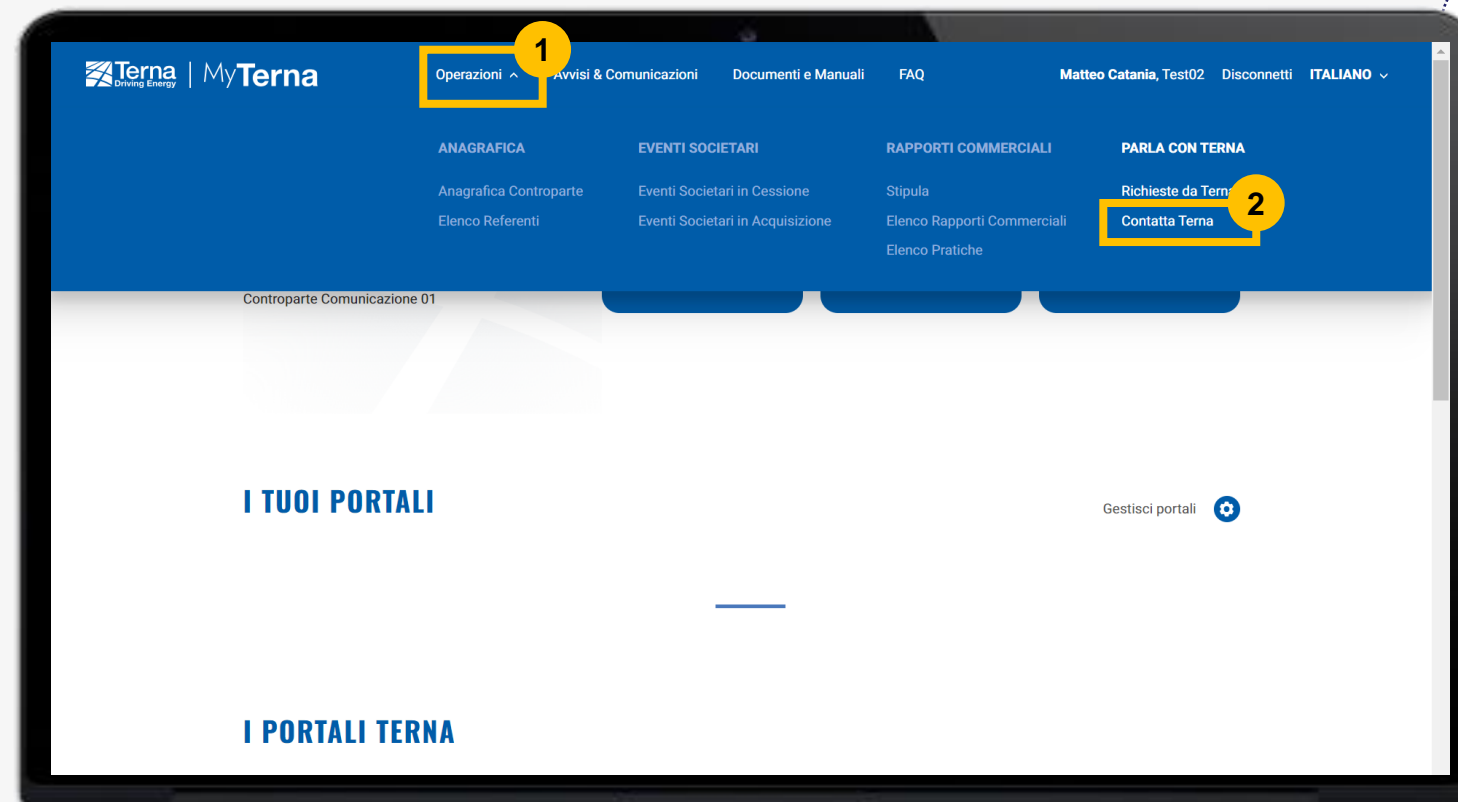 1
Terna
Driving Energy
MyTerna
Operazioni
Avvisi & Comunicazioni
Documenti e Manuali
FAQ
Matteo Catania, Test02
Disconnetti
ITALIANO
ANAGRAFICA
Anagrafica Controparte
Elenco Referenti
EVENTI SOCIETARI
Eventi Societari in Cessione
Eventi Societari in Acquisizione
RAPPORTI COMMERCIALI
Stipula
Elenco Rapporti Commerciali
Elenco Pratiche
PARLA CON TERNA
Richieste da Terna
2
Contatta Terna
Controparte Comunicazione 01
I TUOI PORTALI
Gestisci portali
I PORTALI TERNA